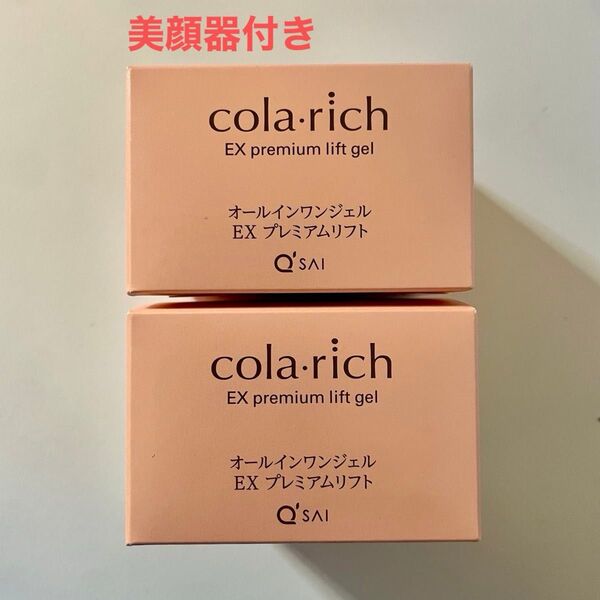 美顔器付き
cola・rich
EX premium lift gel
オールインワンジェル
EX プレミアムリフト
Q'SAI
cola・rich
EX premium lift gel
オールインワンジェル
EX プレミアムリフト
Q'SAI